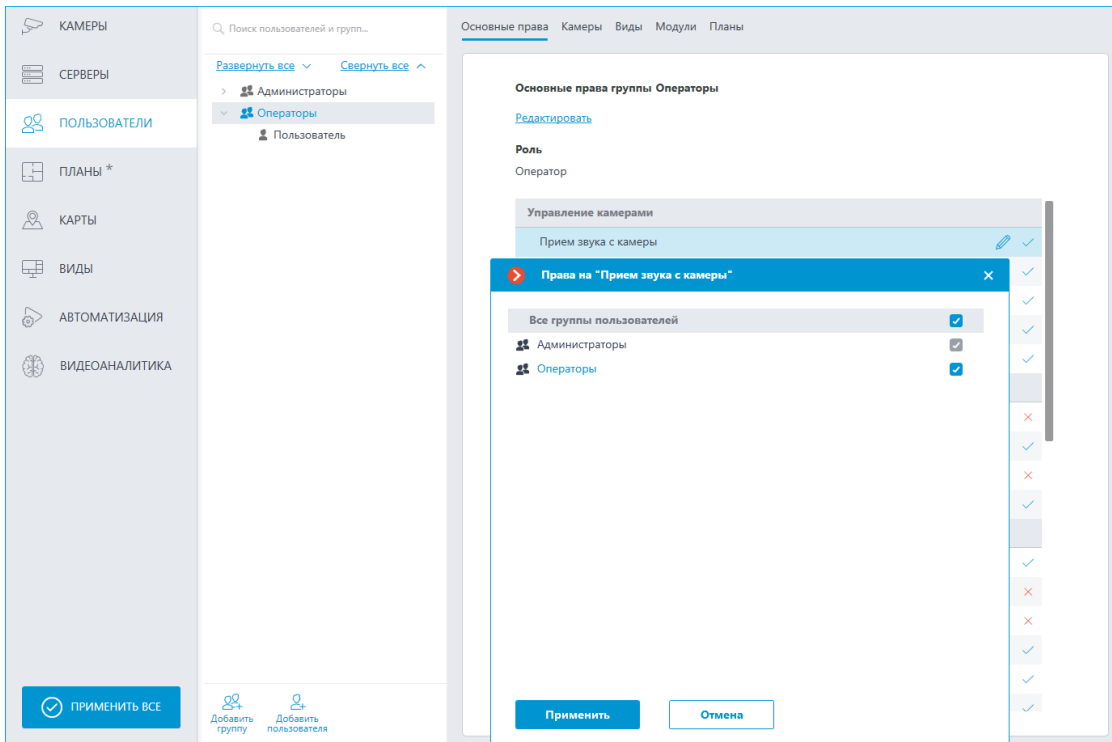 КАМЕРЫ
СЕРВЕРЫ
ПОЛЬЗОВАТЕЛИ
ПЛАНЫ *
КАРТЫ
ВИДЫ
АВТОМАТИЗАЦИЯ
ВИДЕОАНАЛИТИКА
ПРИМЕНИТЬ ВСЕ
Поиск пользователей и групп...
Развернуть все Свернуть все
Администраторы
Операторы
Пользователь
Добавить группу
Добавить пользователя
Основные права Камеры Виды Модули Планы
Основные права группы Операторы
Редактировать
Роль
Оператор
Управление камерами
Прием звука с камеры
Права на "Прием звука с камеры"
Все группы пользователей
Администраторы
Операторы
Применить Отмена